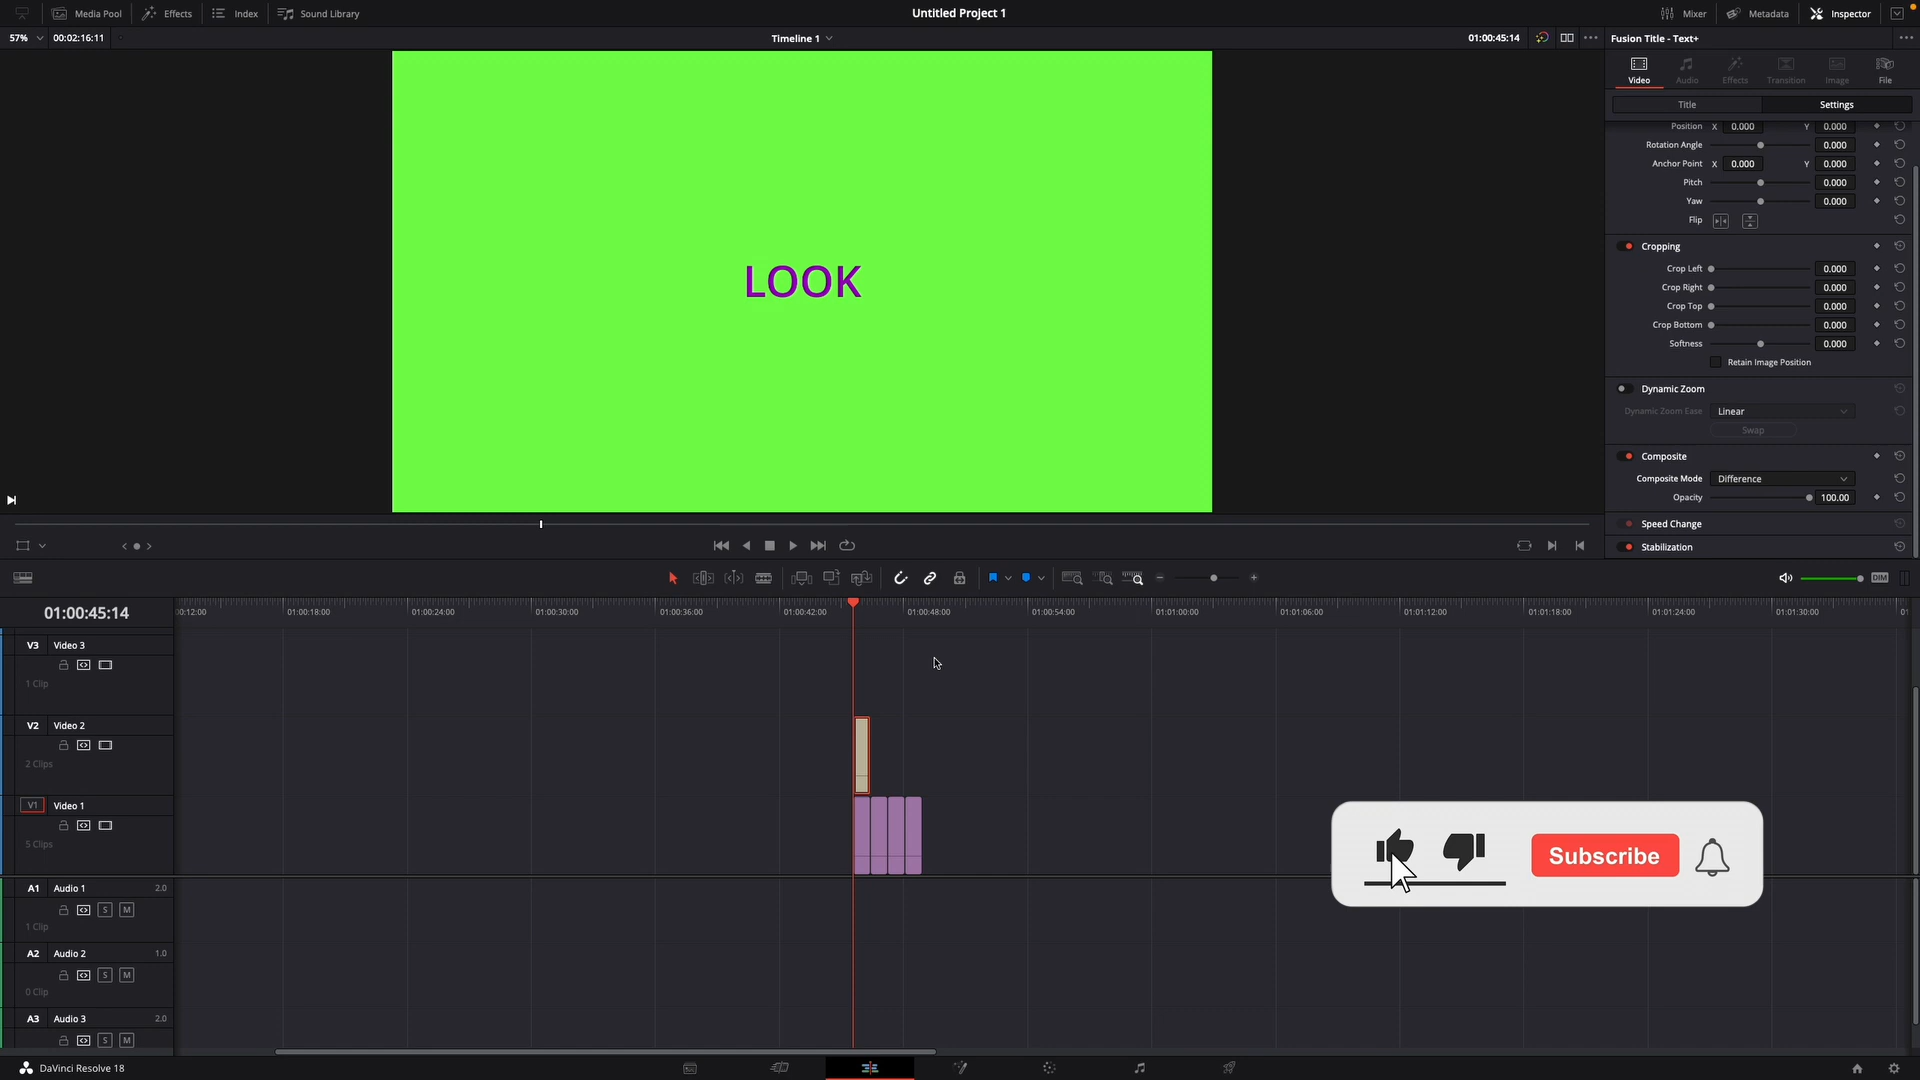 Media Pool Effects Index Sound Library Untitled Project 1 Mixer Metadata Inspector
57% 00:02:16:11 Timeline 1 01:00:45:14 Fusion Title - Text+
Video Audio Effects Transition Image File
Title Settings
Position X 0.000 Y 0.000
Rotation Angle 0.000
Anchor Point X 0.000 Y 0.000
Pitch 0.000
Yaw 0.000
Flip
Cropping
Crop Left 0.000
Crop Right 0.000
Crop Top 0.000
Crop Bottom 0.000
Softness 0.000
Retain Image Position
Dynamic Zoom
Dynamic Zoom Ease Linear
Swap
Composite
Composite Mode Difference
Opacity 100.00
Speed Change
Stabilization
LOOK
DIM
01:00:45:14
:0:12:00 01:00:18:00 01:00:24:00 01:00:30:00 01:00:36:00 01:00:42:00 01:00:48:00 01:00:54:00 01:01:00:00 01:01:06:00 01:01:12:00 01:01:18:00 01:01:24:00 01:01:30:00
V3 Video 3
1 Clip
V2 Video 2
2 Clips
V1 Video 1
5 Clips
A1 Audio 1 2.0
S M
1 Clip
A2 Audio 2 1.0
S M
0 Clip
A3 Audio 3 2.0
S M
Subscribe
DaVinci Resolve 18